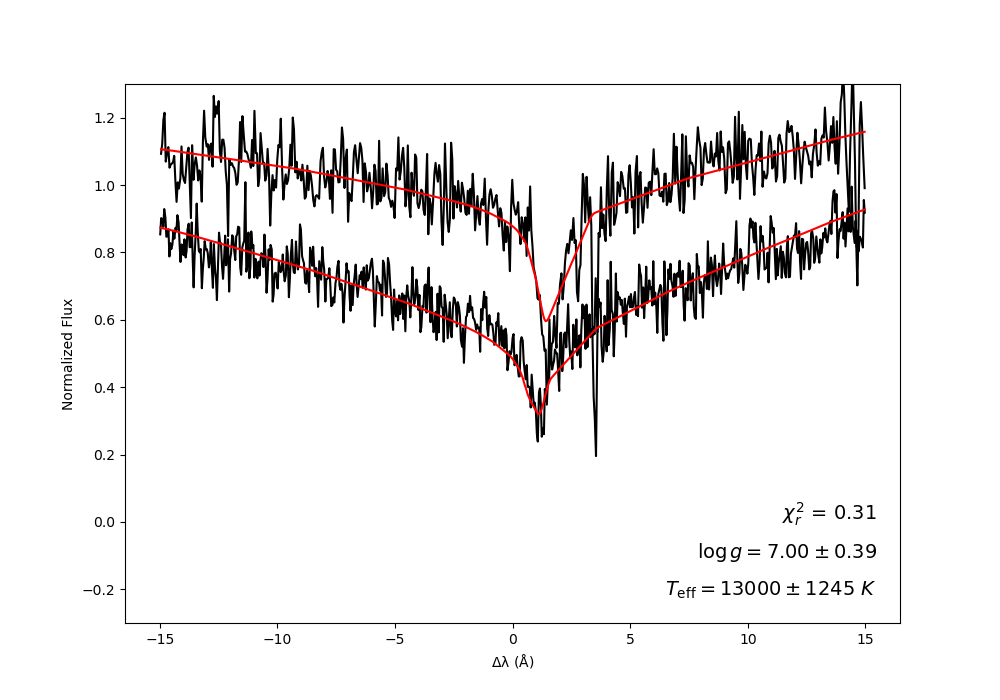 1.2
1.0
0.8
0.6
0.4
0.2
0.0
−0.2
Normalized Flux
χ²ᵣ = 0.31
log g = 7.00 ± 0.39
T_eff = 13000 ± 1245 K
−15 −10 −5 0 5 10 15
Δλ (Å)